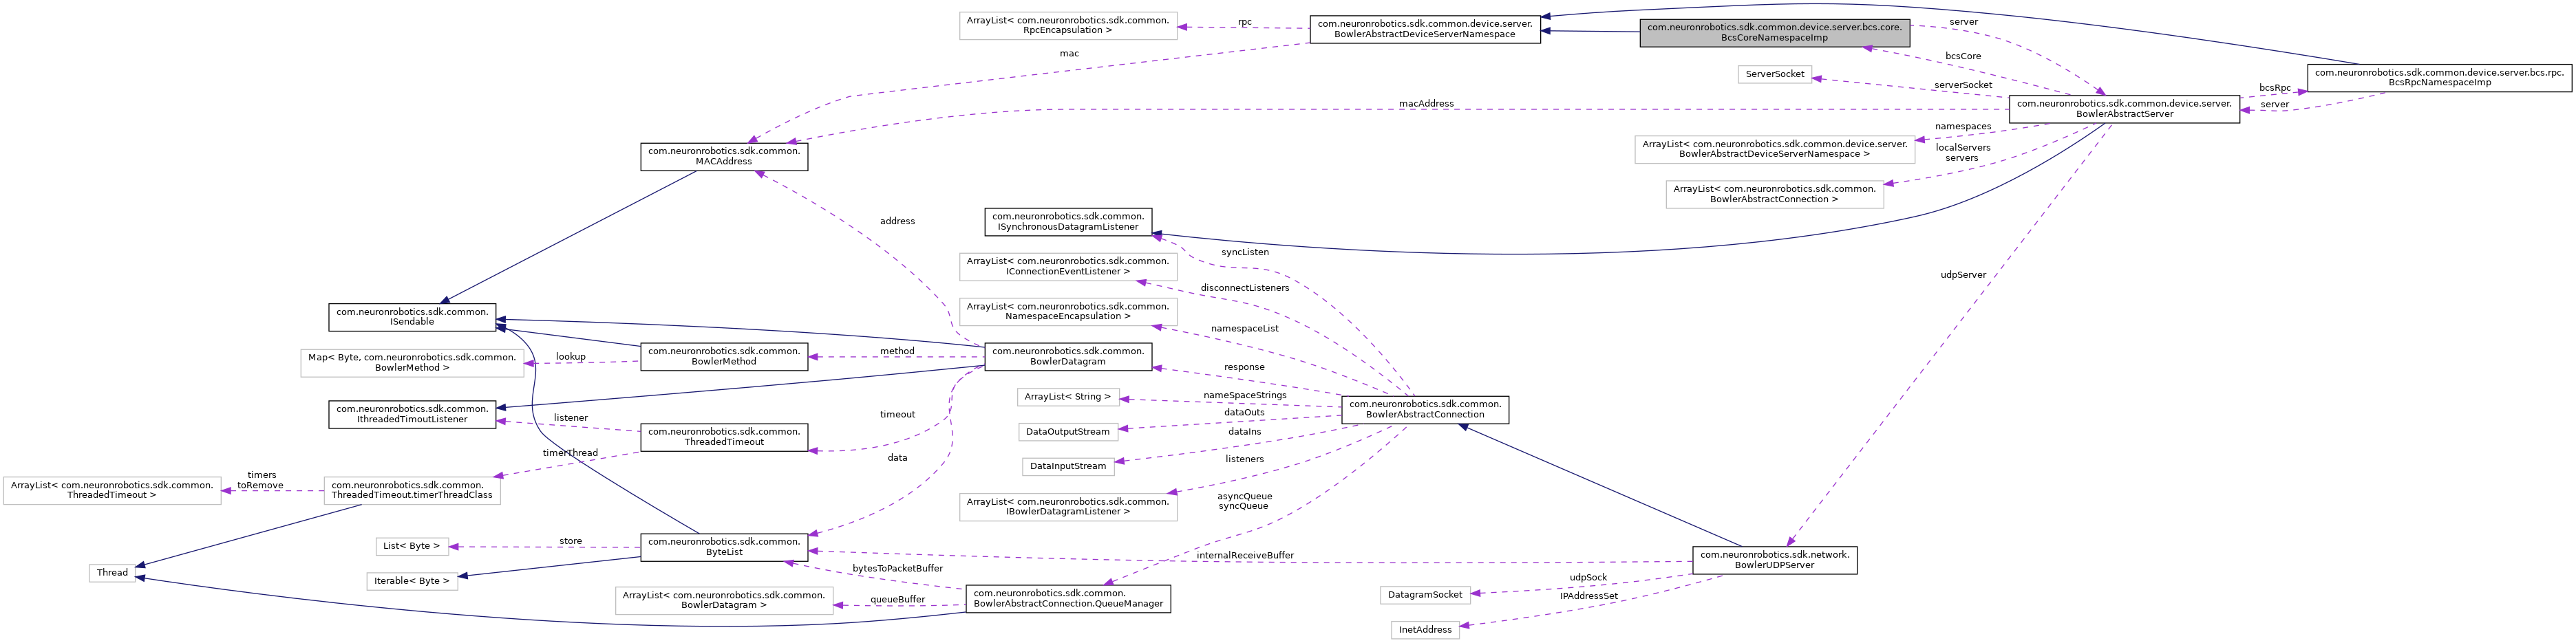 ArrayList< com.neuronrobotics.sdk.common.
RpcEncapsulation >
rpc
com.neuronrobotics.sdk.common.device.server.
BowlerAbstractDeviceServerNamespace
com.neuronrobotics.sdk.common.device.server.bcs.core.
BcsCoreNamespaceImp
server
mac
bcsCore
ServerSocket
serverSocket
com.neuronrobotics.sdk.common.device.server.bcs.rpc.
BcsRpcNamespaceImp
bcsRpc
server
macAddress
com.neuronrobotics.sdk.common.device.server.
BowlerAbstractServer
namespaces
ArrayList< com.neuronrobotics.sdk.common.device.server.
BowlerAbstractDeviceServerNamespace >
localServers
servers
com.neuronrobotics.sdk.common.
MACAddress
ArrayList< com.neuronrobotics.sdk.common.
BowlerAbstractConnection >
address
com.neuronrobotics.sdk.common.
ISynchronousDatagramListener
syncListen
ArrayList< com.neuronrobotics.sdk.common.
IConnectionEventListener >
udpServer
disconnectListeners
com.neuronrobotics.sdk.common.
ISendable
ArrayList< com.neuronrobotics.sdk.common.
NamespaceEncapsulation >
namespaceList
Map< Byte, com.neuronrobotics.sdk.common.
BowlerMethod >
lookup
com.neuronrobotics.sdk.common.
BowlerMethod
method
com.neuronrobotics.sdk.common.
BowlerDatagram
response
ArrayList< String >
nameSpaceStrings
com.neuronrobotics.sdk.common.
BowlerAbstractConnection
com.neuronrobotics.sdk.common.
IthreadedTimoutListener
listener
timeout
dataOuts
DataOutputStream
com.neuronrobotics.sdk.common.
ThreadedTimeout
dataIns
DataInputStream
timerThread
data
listeners
ArrayList< com.neuronrobotics.sdk.common.
ThreadedTimeout >
timers
toRemove
com.neuronrobotics.sdk.common.
ThreadedTimeout.timerThreadClass
ArrayList< com.neuronrobotics.sdk.common.
IBowlerDatagramListener >
asyncQueue
syncQueue
List< Byte >
store
com.neuronrobotics.sdk.common.
ByteList
internalReceiveBuffer
com.neuronrobotics.sdk.network.
BowlerUDPServer
Thread
Iterable< Byte >
bytesToPacketBuffer
udpSock
DatagramSocket
ArrayList< com.neuronrobotics.sdk.common.
BowlerDatagram >
queueBuffer
com.neuronrobotics.sdk.common.
BowlerAbstractConnection.QueueManager
IPAddressSet
InetAddress